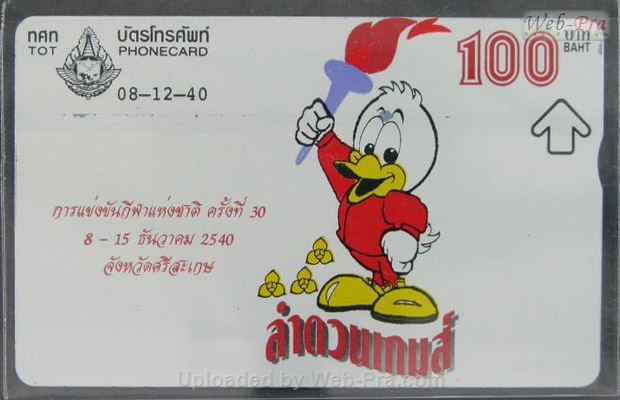 ทศท บัตรโทรศัพท์
TOT PHONECARD
08-12-40
100 บาท
BAHT
การแข่งขันกีฬาแห่งชาติ ครั้งที่ 30
8 - 15 ธันวาคม 2540
จังหวัดศรีสะเกษ
ลำดวนเกมส์
Web-Pra
Uploaded by Web-Pra.com